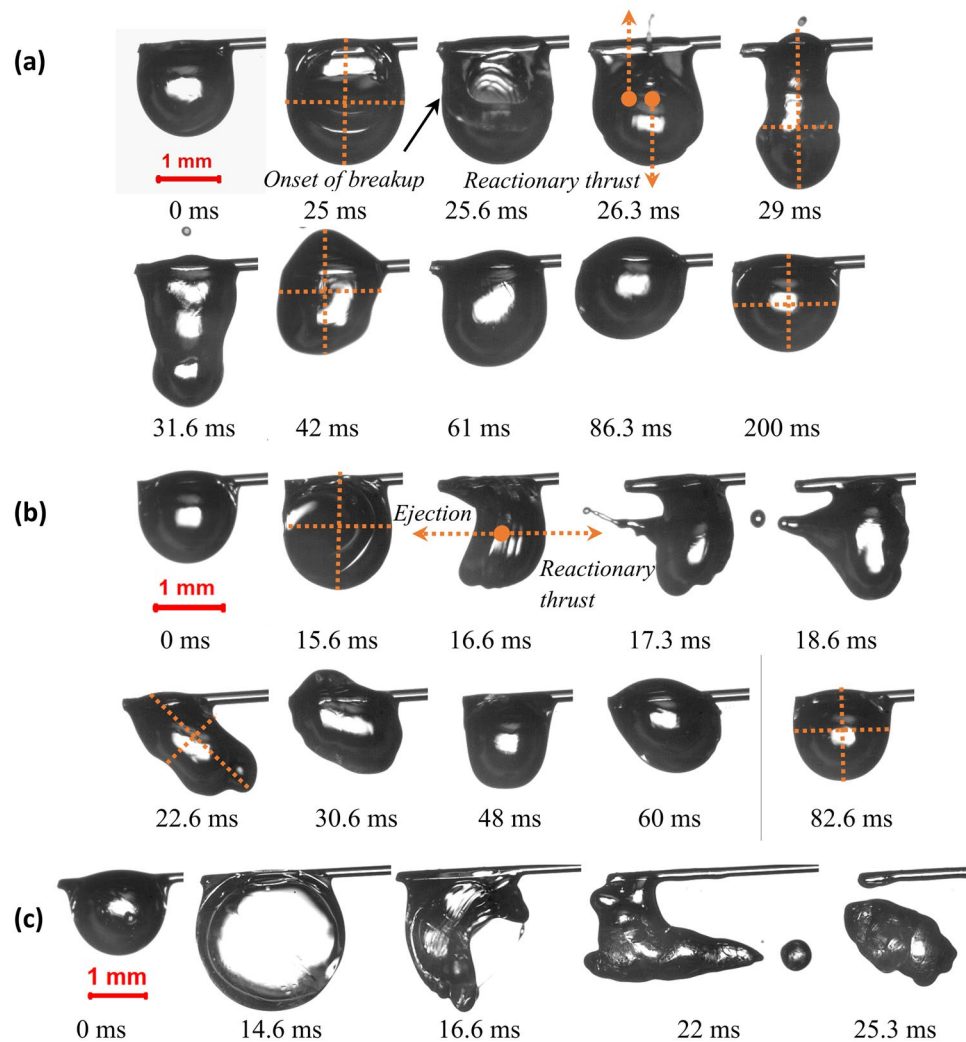 (a)
1 mm
Onset of breakup
Reactionary thrust
0 ms
25 ms
25.6 ms
26.3 ms
29 ms
31.6 ms
42 ms
61 ms
86.3 ms
200 ms
(b)
Ejection
1 mm
Reactionary
thrust
0 ms
15.6 ms
16.6 ms
17.3 ms
18.6 ms
22.6 ms
30.6 ms
48 ms
60 ms
82.6 ms
(c)
1 mm
0 ms
14.6 ms
16.6 ms
22 ms
25.3 ms